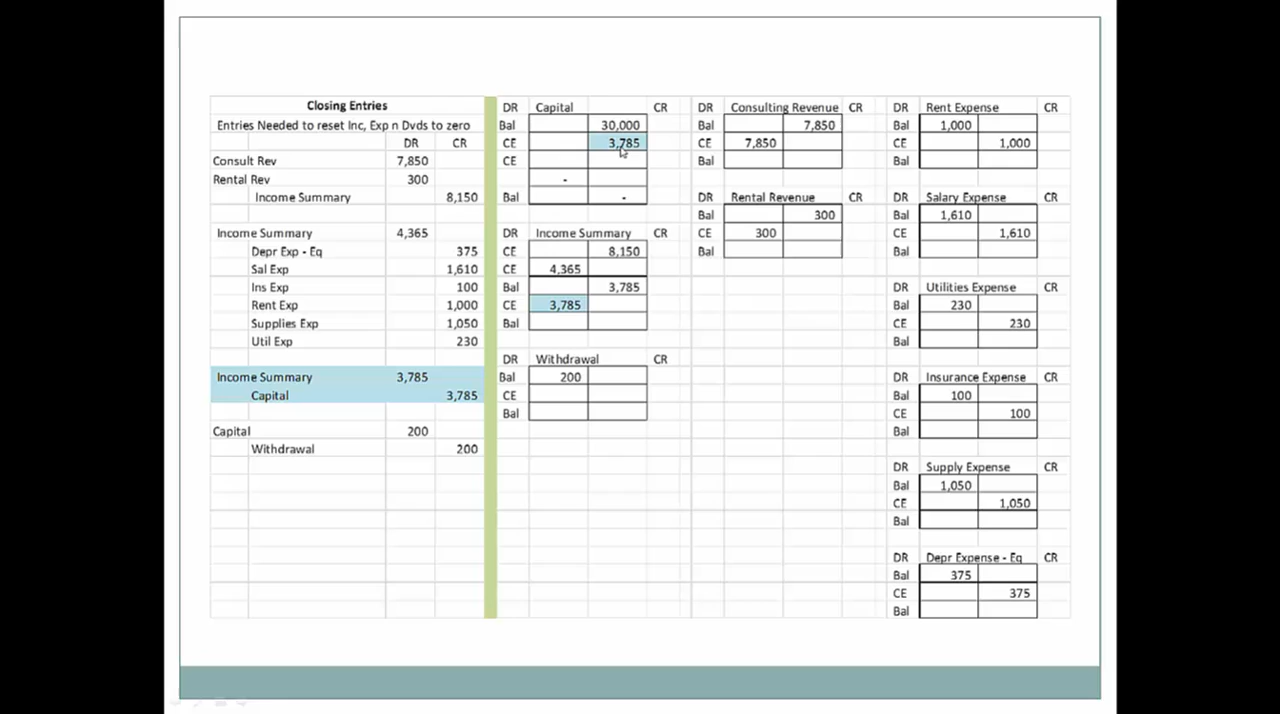 Closing Entries
Entries Needed to reset Inc, Exp n Dvds to zero
DR CR
Consult Rev 7,850
Rental Rev 300
Income Summary 8,150
Income Summary 4,365
Depr Exp - Eq 375
Sal Exp 1,610
Ins Exp 100
Rent Exp 1,000
Supplies Exp 1,050
Util Exp 230
Income Summary 3,785
Capital 3,785
Capital 200
Withdrawal 200
DR Capital CR
Bal 30,000
CE 3,785
CE
-
Bal -
DR Income Summary CR
CE 8,150
CE 4,365
Bal 3,785
CE 3,785
Bal
DR Withdrawal CR
Bal 200
CE
Bal
DR Consulting Revenue CR
Bal 7,850
CE 7,850
Bal
DR Rental Revenue CR
Bal 300
CE 300
Bal
DR Rent Expense CR
Bal 1,000
CE 1,000
Bal
DR Salary Expense CR
Bal 1,610
CE 1,610
Bal
DR Utilities Expense CR
Bal 230
CE 230
Bal
DR Insurance Expense CR
Bal 100
CE 100
Bal
DR Supply Expense CR
Bal 1,050
CE 1,050
Bal
DR Depr Expense - Eq CR
Bal 375
CE 375
Bal